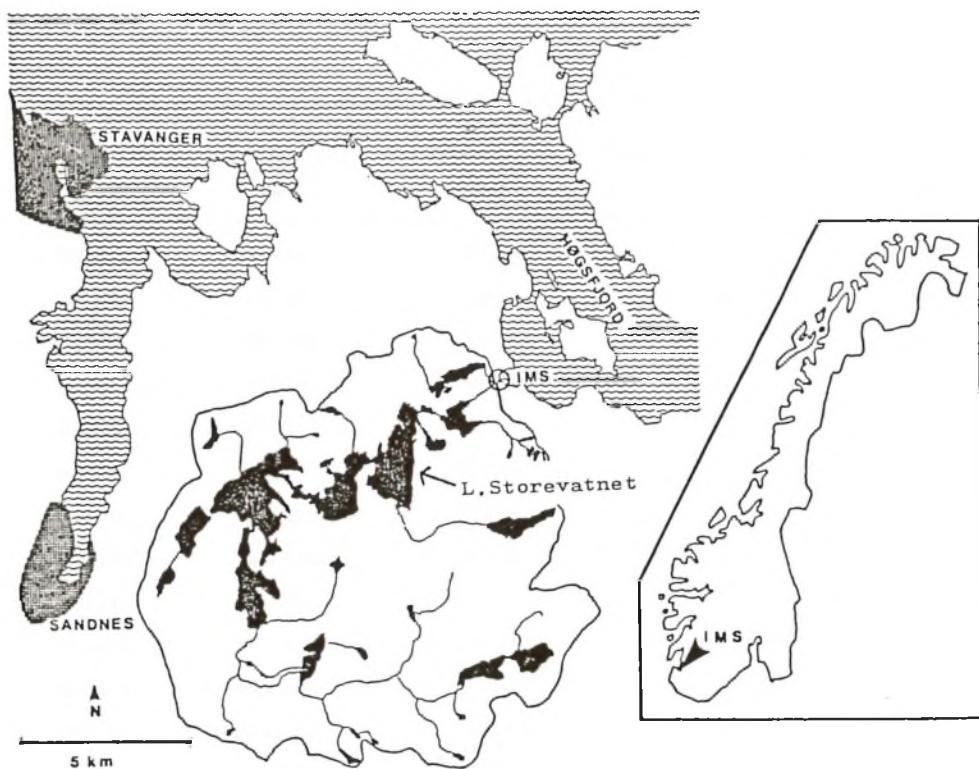 STAVANGER
HØGSFJORD
IMS
L.Storevatnet
IMS
SANDNES
N
5 km